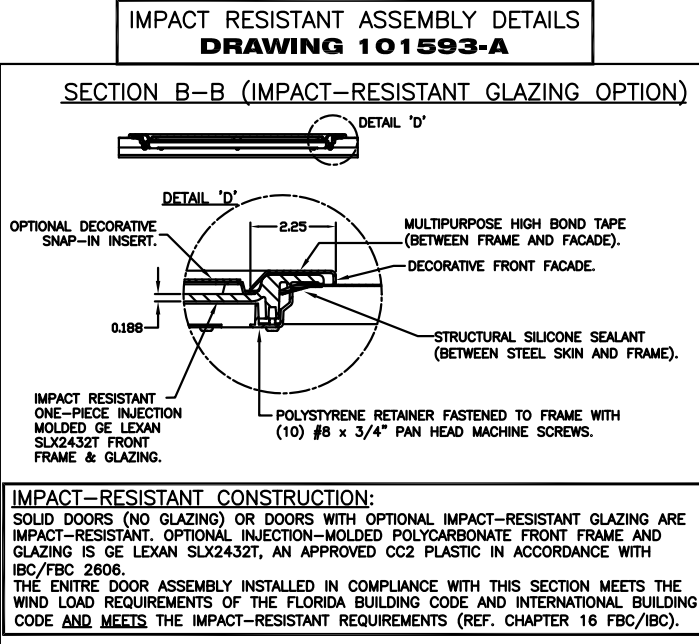 IMPACT RESISTANT ASSEMBLY DETAILS
DRAWING 101593-A
SECTION B-B (IMPACT-RESISTANT GLAZING OPTION)
DETAIL 'D'
DETAIL 'D'
OPTIONAL DECORATIVE
SNAP-IN INSERT.
2.25
MULTIPURPOSE HIGH BOND TAPE
(BETWEEN FRAME AND FACADE).
DECORATIVE FRONT FACADE.
0.188
STRUCTURAL SILICONE SEALANT
(BETWEEN STEEL SKIN AND FRAME).
IMPACT RESISTANT
ONE-PIECE INJECTION
MOLDED GE LEXAN
SLX2432T FRONT
FRAME & GLAZING.
POLYSTYRENE RETAINER FASTENED TO FRAME WITH
(10) #8 x 3/4" PAN HEAD MACHINE SCREWS.
IMPACT-RESISTANT CONSTRUCTION:
SOLID DOORS (NO GLAZING) OR DOORS WITH OPTIONAL IMPACT-RESISTANT GLAZING ARE
IMPACT-RESISTANT. OPTIONAL INJECTION-MOLDED POLYCARBONATE FRONT FRAME AND
GLAZING IS GE LEXAN SLX2432T, AN APPROVED CC2 PLASTIC IN ACCORDANCE WITH
IBC/FBC 2606.
THE ENITRE DOOR ASSEMBLY INSTALLED IN COMPLIANCE WITH THIS SECTION MEETS THE
WIND LOAD REQUIREMENTS OF THE FLORIDA BUILDING CODE AND INTERNATIONAL BUILDING
CODE AND MEETS THE IMPACT-RESISTANT REQUIREMENTS (REF. CHAPTER 16 FBC/IBC).